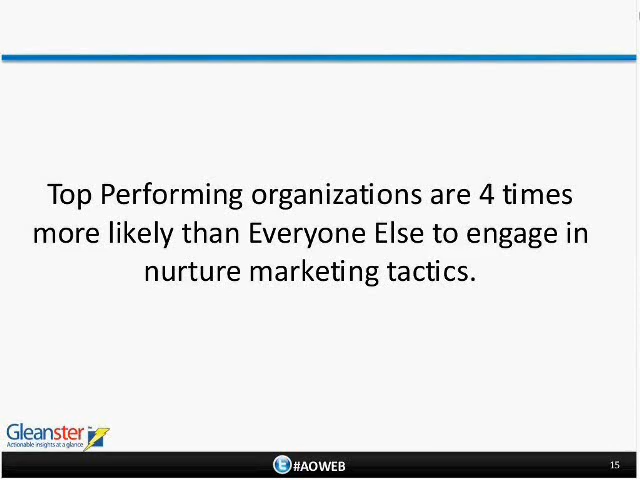 Top Performing organizations are 4 times
more likely than Everyone Else to engage in
nurture marketing tactics.
Gleanster
Actionable insights at a glance
#AOWEB
15